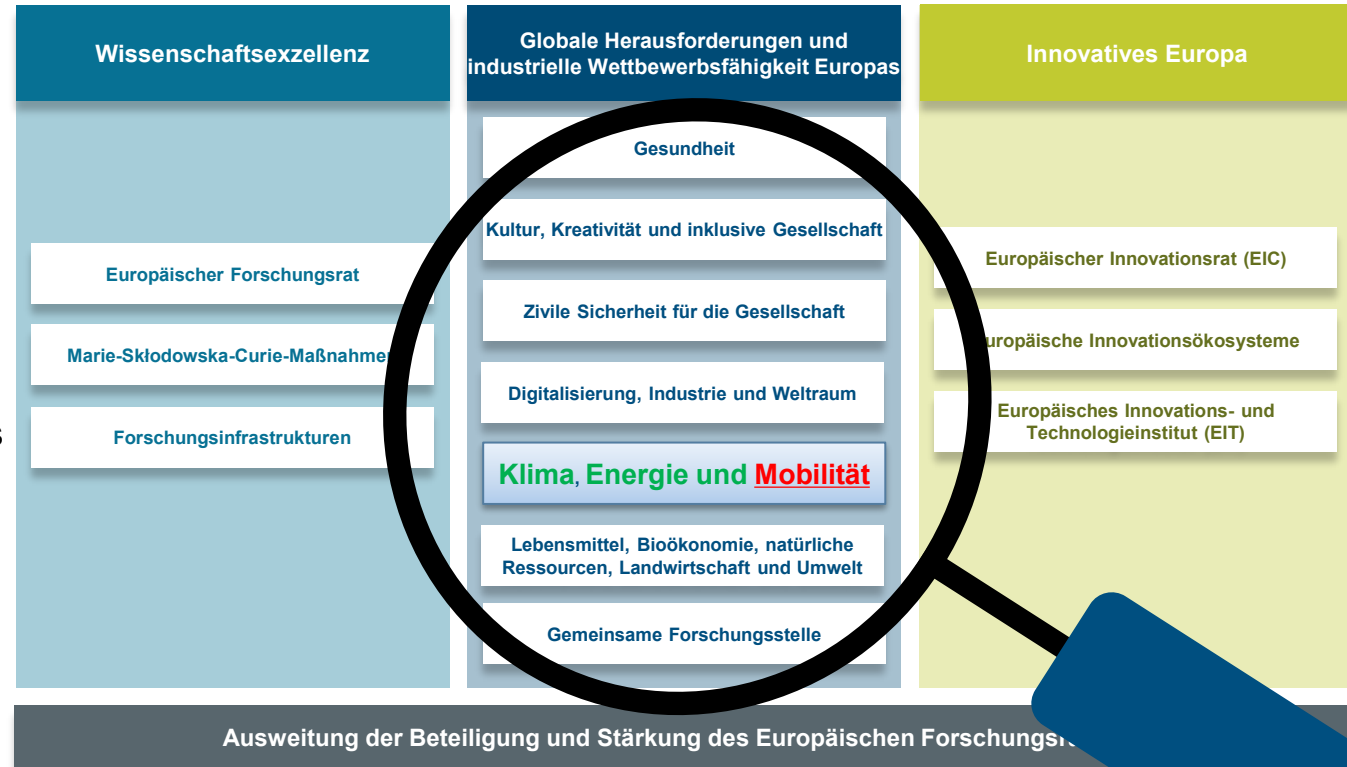 Wissenschaftsexzellenz
Europäischer Forschungsrat
Marie-Skłodowska-Curie-Maßnahmen
Forschungsinfrastrukturen
Globale Herausforderungen und
industrielle Wettbewerbsfähigkeit Europas
Gesundheit
Kultur, Kreativität und inklusive Gesellschaft
Zivile Sicherheit für die Gesellschaft
Digitalisierung, Industrie und Weltraum
Klima, Energie und Mobilität
Lebensmittel, Bioökonomie, natürliche
Ressourcen, Landwirtschaft und Umwelt
Gemeinsame Forschungsstelle
Innovatives Europa
Europäischer Innovationsrat (EIC)
uropäische Innovationsökosysteme
Europäisches Innovations- und
Technologieinstitut (EIT)
Ausweitung der Beteiligung und Stärkung des Europäischen